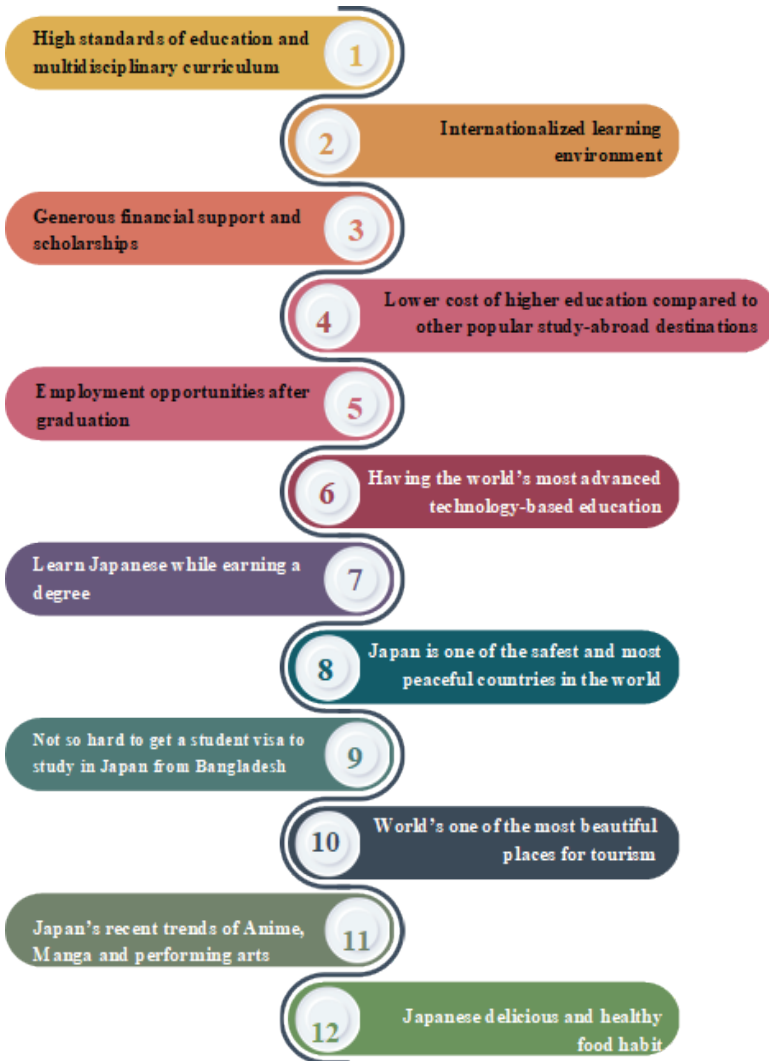 High standards of education and
multidisciplinary curriculum
1
2
Internationalized learning
environment
Generous financial support and
scholarships
3
4
Lower cost of higher education compared to
other popular study-abroad destinations
Employment opportunities after
graduation
5
6
Having the world's most advanced
technology-based education
Learn Japanese while earning a
degree
7
8
Japan is one of the safest and most
peaceful countries in the world
Not so hard to get a student visa to
study in Japan from Bangladesh
9
10
World's one of the most beautiful
places for tourism
Japan's recent trends of Anime,
Manga and performing arts
11
12
Japanese delicious and healthy
food habit